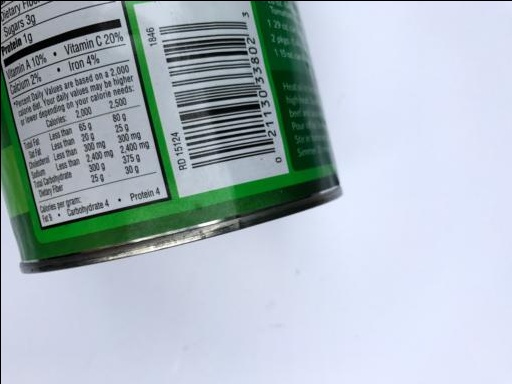 Dietary Fiber
Sugars 3g
Protein 1g
Vitamin A 10% • Vitamin C 20%
Calcium 2% • Iron 4%
*Percent Daily Values are based on a 2,000
calorie diet. Your daily values may be higher
or lower depending on your calorie needs:
Calories: 2,000 2,500
Total Fat Less than 65 g 80 g
Sat Fat Less than 20 g 25 g
Cholesterol Less than 300 mg 300 mg
Sodium Less than 2,400 mg 2,400 mg
Total Carbohydrate 300 g 375 g
Dietary Fiber 25 g 30 g
Calories per gram:
Fat 9 • Carbohydrate 4 • Protein 4
1846
RD 15124
0 21130 33802 3